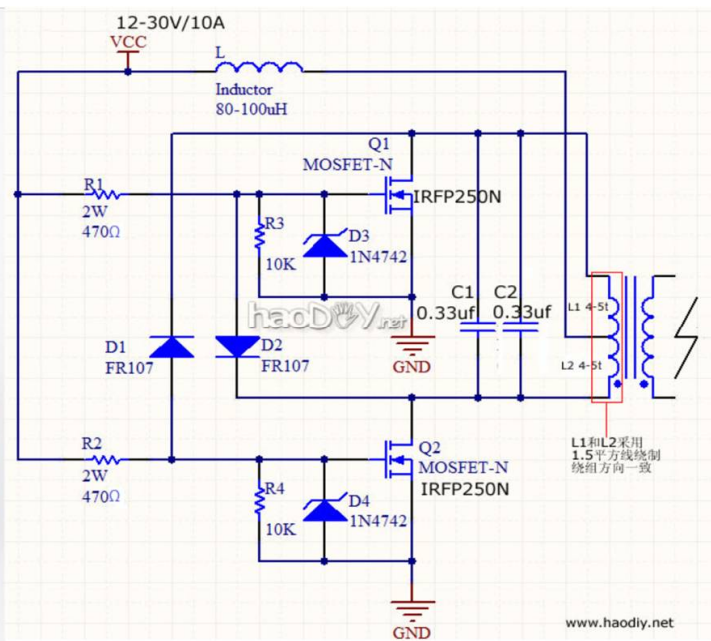 12-30V/10A
VCC
L
Inductor
80-100uH
Q1
MOSFET-N
IRFP250N
R1
2W
470Ω
R3
10K
D3
1N4742
haoDIY.net
C1
0.33uf
C2
0.33uf
L1 4-5t
GND
D1
FR107
D2
FR107
L2 4-5t
R2
2W
470Ω
Q2
MOSFET-N
IRFP250N
L1和L2采用
1.5平方线绕制
绕组方向一致
R4
10K
D4
1N4742
GND
www.haodiy.net